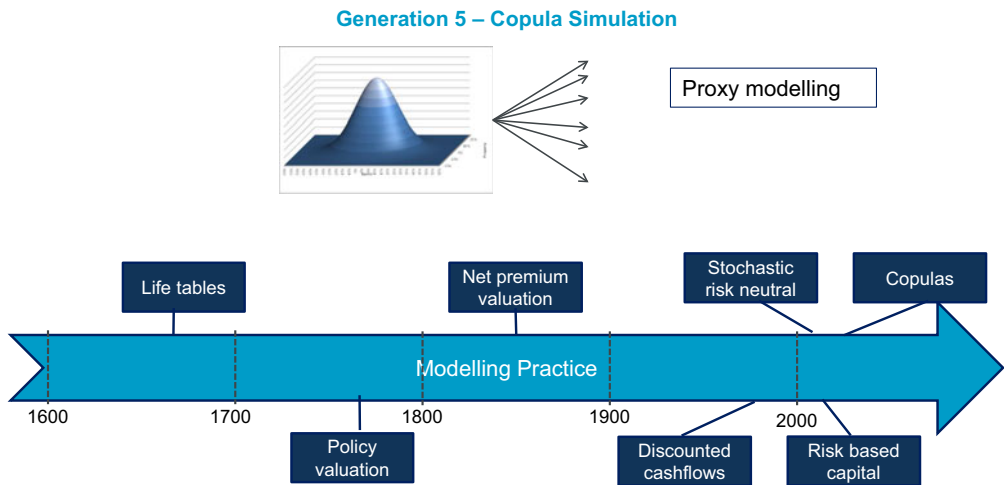 Generation 5 – Copula Simulation
Proxy modelling
Life tables
Net premium
valuation
Stochastic
risk neutral
Copulas
Modelling Practice
1600
1700
1800
1900
2000
Policy
valuation
Discounted
cashflows
Risk based
capital